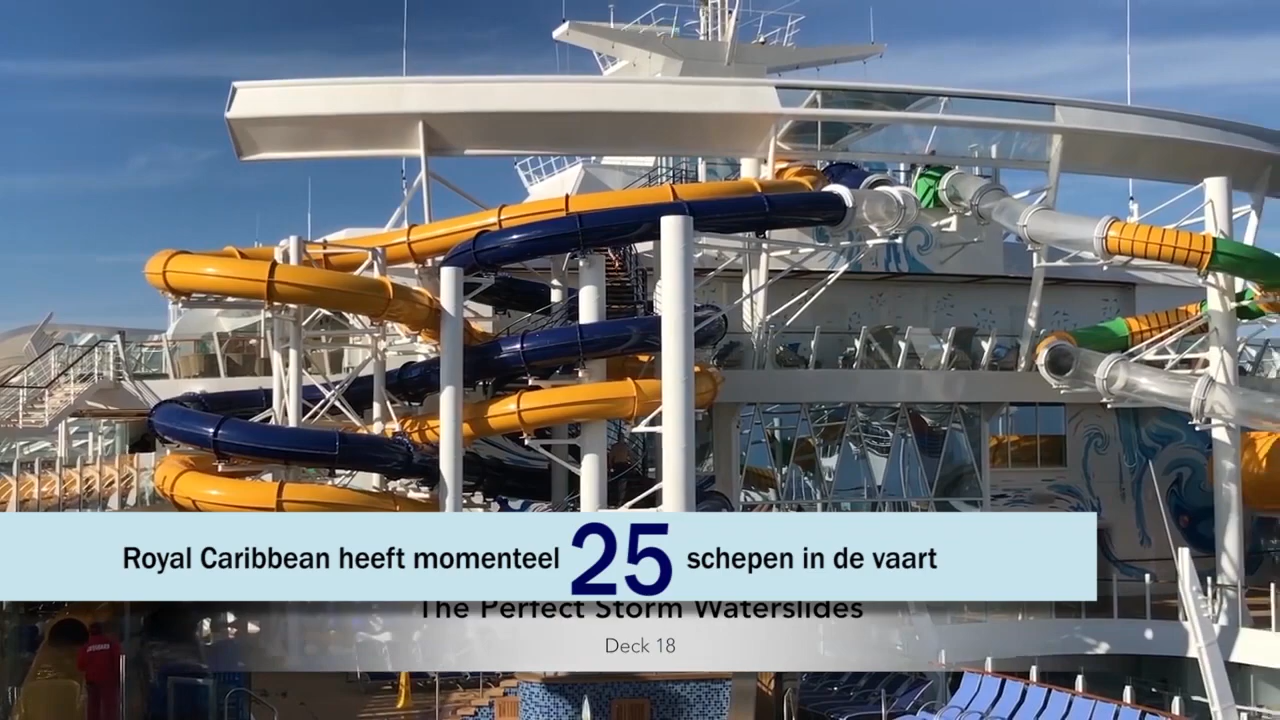 Royal Caribbean heeft momenteel 25 schepen in de vaart
The Perfect Storm Waterslides
Deck 18